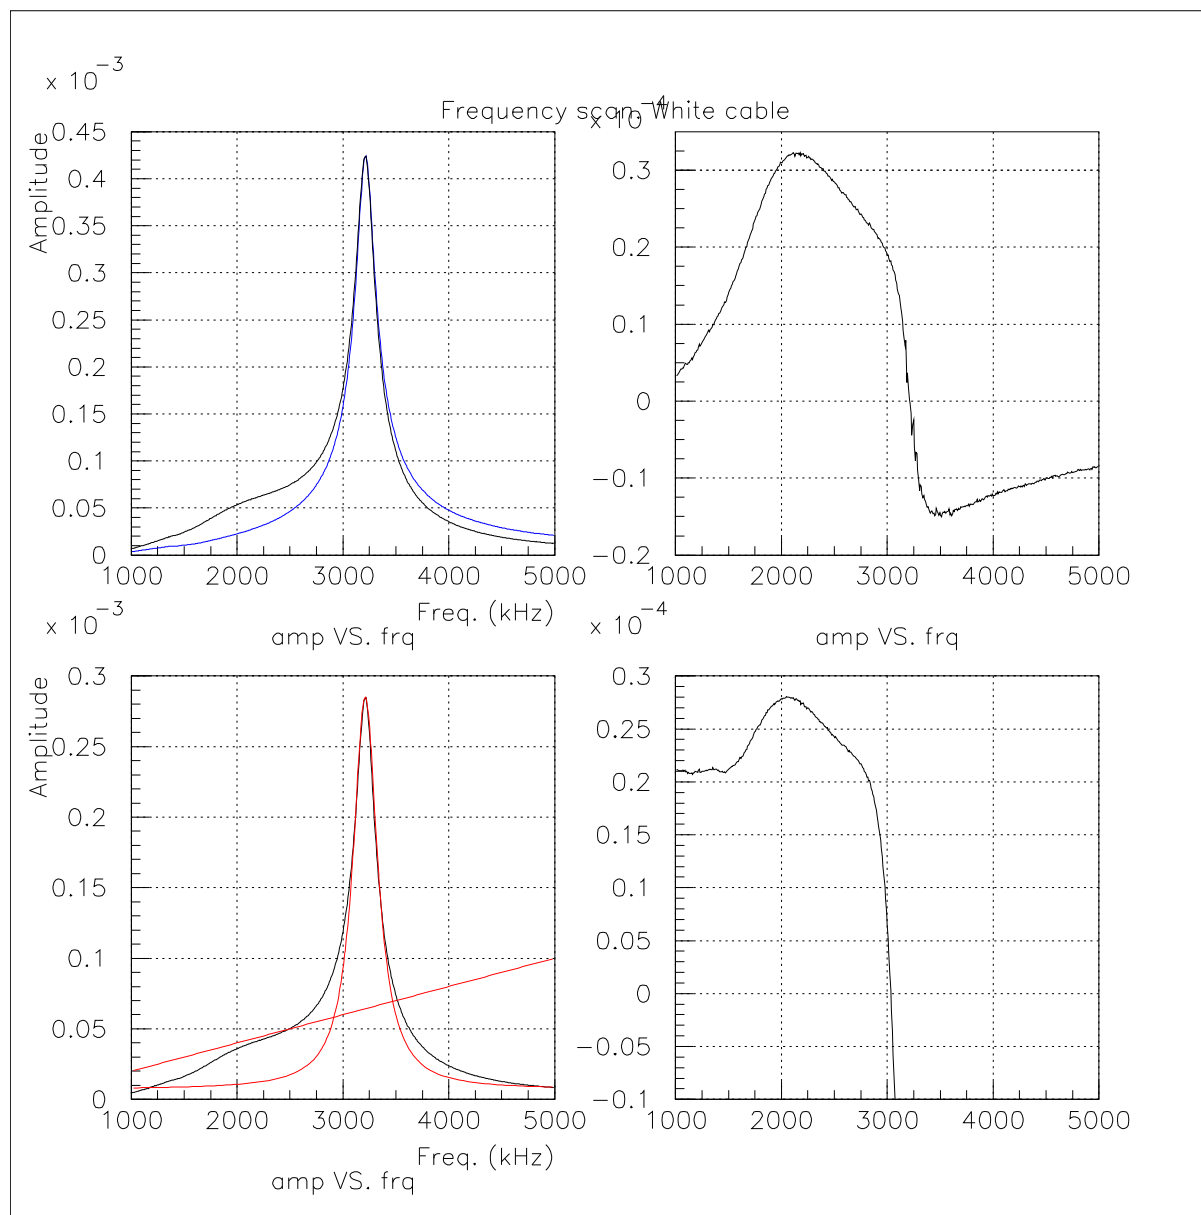 Frequency scan, White cable
x 10^-3
Amplitude
0.45
0.4
0.35
0.3
0.25
0.2
0.15
0.1
0.05
0
1000 2000 3000 4000 5000
Freq. (kHz)
amp VS. frq
x 10^-4
0.3
0.2
0.1
0
-0.1
-0.2
1000 2000 3000 4000 5000
amp VS. frq
x 10^-3
Amplitude
0.3
0.25
0.2
0.15
0.1
0.05
0
1000 2000 3000 4000 5000
Freq. (kHz)
amp VS. frq
x 10^-4
0.3
0.25
0.2
0.15
0.1
0.05
0
-0.05
-0.1
1000 2000 3000 4000 5000